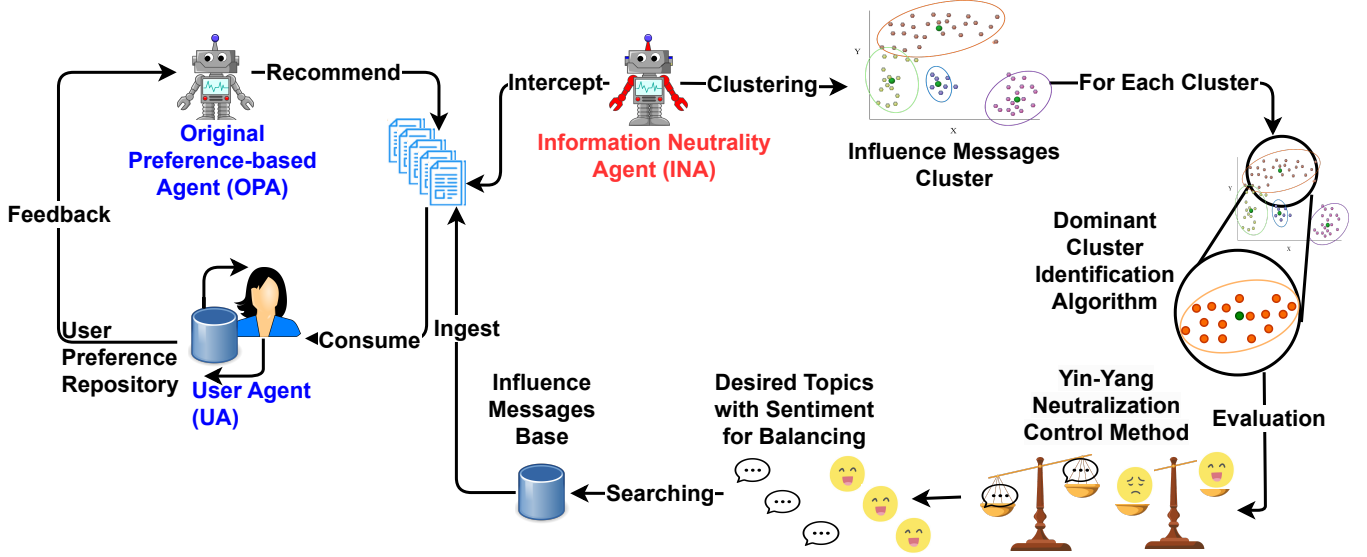 Recommend
Original
Preference-based
Agent (OPA)
Feedback
User
Preference
Repository
User Agent
(UA)
Consume
Ingest
Intercept
Information Neutrality
Agent (INA)
Clustering
Y
X
Influence Messages
Cluster
For Each Cluster
Y
X
Dominant
Cluster
Identification
Algorithm
Evaluation
Yin-Yang
Neutralization
Control Method
Desired Topics
with Sentiment
for Balancing
Searching
Influence
Messages
Base